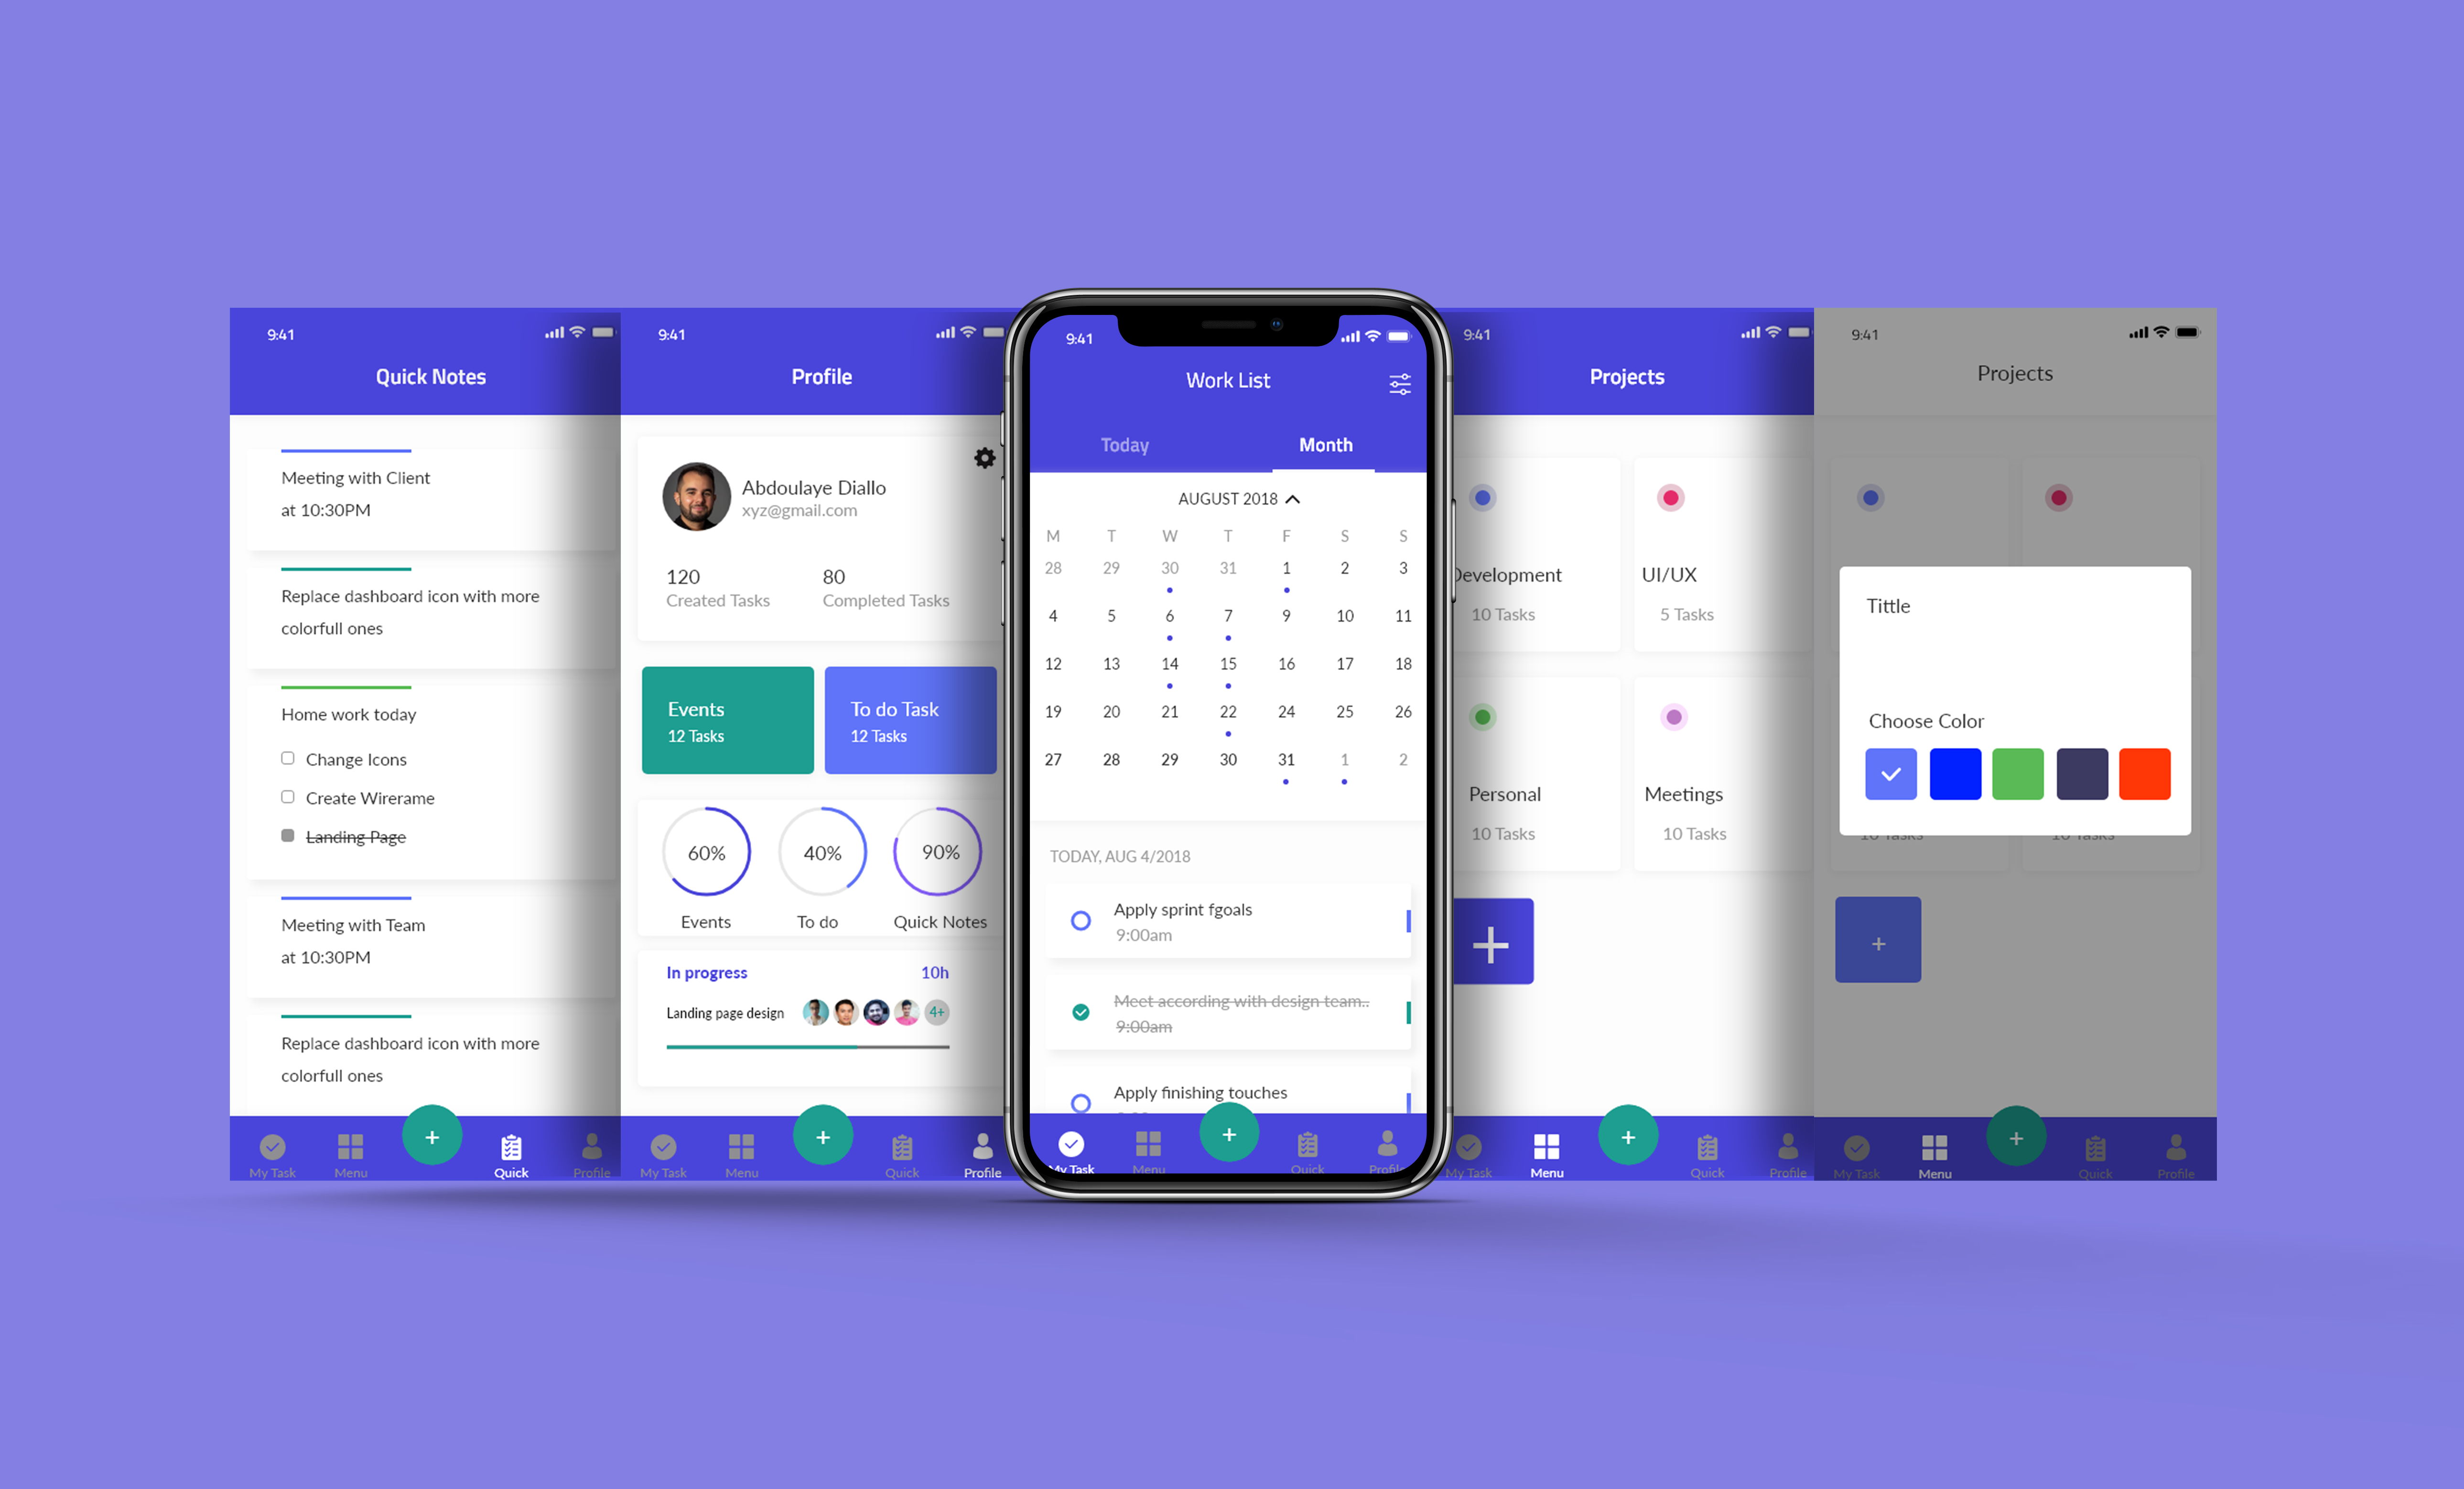 9:41
Quick Notes
Meeting with Client
at 10:30PM
Replace dashboard icon with more
colorfull ones
Home work today
Change Icons
Create Wirerame
Landing Page
Meeting with Team
at 10:30PM
Replace dashboard icon with more
colorfull ones
My Task Menu + Quick Profile
9:41
Profile
Abdoulaye Diallo
xyz@gmail.com
120 80
Created Tasks Completed Tasks
Events To do Task
12 Tasks 12 Tasks
60% 40% 90%
Events To do Quick Notes
In progress 10h
Landing page design 4+
My Task Menu + Quick Profile
9:41
Work List
Today Month
AUGUST 2018
M T W T F S S
28 29 30 31 1 2 3
4 5 6 7 9 10 11
12 13 14 15 16 17 18
19 20 21 22 24 25 26
27 28 29 30 31 1 2
TODAY, AUG 4/2018
Apply sprint fgoals
9:00am
Meet according with design team..
9:00am
Apply finishing touches
My Task Menu + Quick Profile
9:41
Projects
Development UI/UX
10 Tasks 5 Tasks
Personal Meetings
10 Tasks 10 Tasks
+
My Task Menu + Quick Profile
9:41
Projects
Tittle
Choose Color
10 Tasks 10 Tasks
+
My Task Menu + Quick Profile